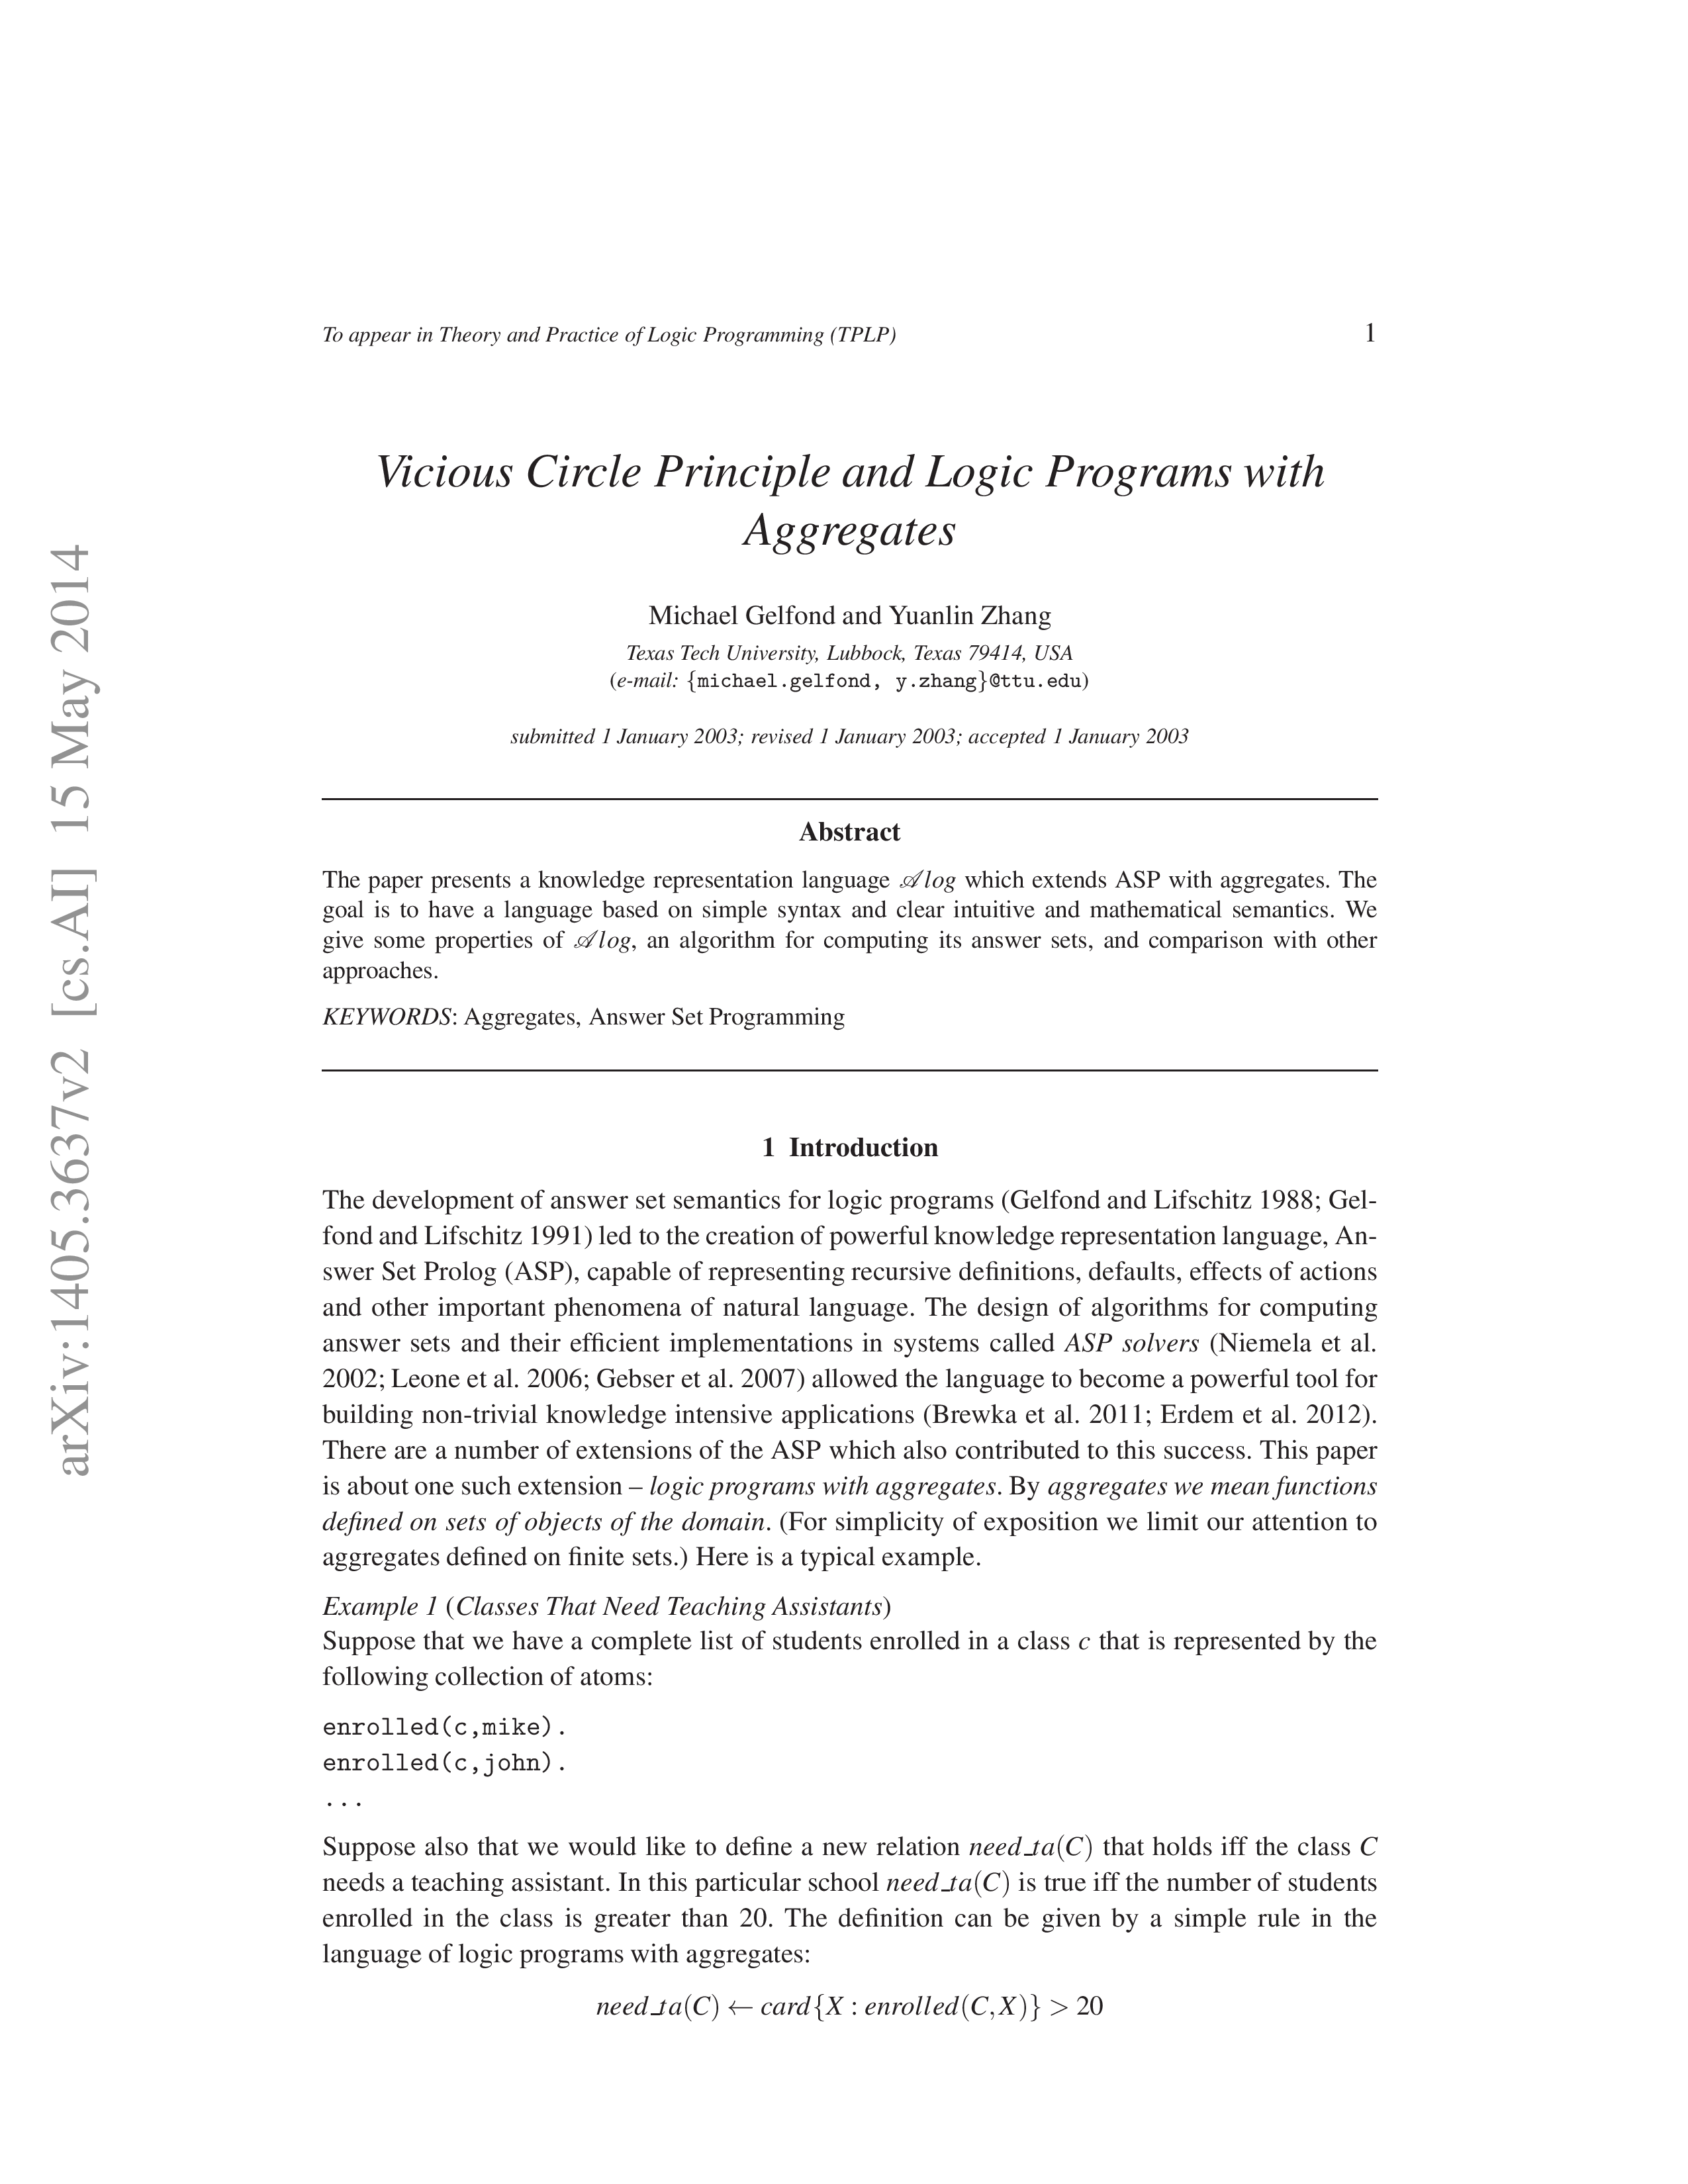 To appear in Theory and Practice of Logic Programming (TPLP) 1
Vicious Circle Principle and Logic Programs with
Aggregates
Michael Gelfond and Yuanlin Zhang
Texas Tech University, Lubbock, Texas 79414, USA
(e-mail: {michael.gelfond, y.zhang}@ttu.edu)
submitted 1 January 2003; revised 1 January 2003; accepted 1 January 2003
Abstract
The paper presents a knowledge representation language 𝒜log which extends ASP with aggregates. The
goal is to have a language based on simple syntax and clear intuitive and mathematical semantics. We
give some properties of 𝒜log, an algorithm for computing its answer sets, and comparison with other
approaches.
KEYWORDS: Aggregates, Answer Set Programming
1 Introduction
The development of answer set semantics for logic programs (Gelfond and Lifschitz 1988; Gel-
fond and Lifschitz 1991) led to the creation of powerful knowledge representation language, An-
swer Set Prolog (ASP), capable of representing recursive definitions, defaults, effects of actions
and other important phenomena of natural language. The design of algorithms for computing
answer sets and their efficient implementations in systems called ASP solvers (Niemela et al.
2002; Leone et al. 2006; Gebser et al. 2007) allowed the language to become a powerful tool for
building non-trivial knowledge intensive applications (Brewka et al. 2011; Erdem et al. 2012).
There are a number of extensions of the ASP which also contributed to this success. This paper
is about one such extension – logic programs with aggregates. By aggregates we mean functions
defined on sets of objects of the domain. (For simplicity of exposition we limit our attention to
aggregates defined on finite sets.) Here is a typical example.
Example 1 (Classes That Need Teaching Assistants)
Suppose that we have a complete list of students enrolled in a class c that is represented by the
following collection of atoms:
enrolled(c,mike).
enrolled(c,john).
...
Suppose also that we would like to define a new relation need_ta(C) that holds iff the class C
needs a teaching assistant. In this particular school need_ta(C) is true iff the number of students
enrolled in the class is greater than 20. The definition can be given by a simple rule in the
language of logic programs with aggregates:
need_ta(C) ← card{X : enrolled(C,X)} > 20
arXiv:1405.3637v2 [cs.AI] 15 May 2014